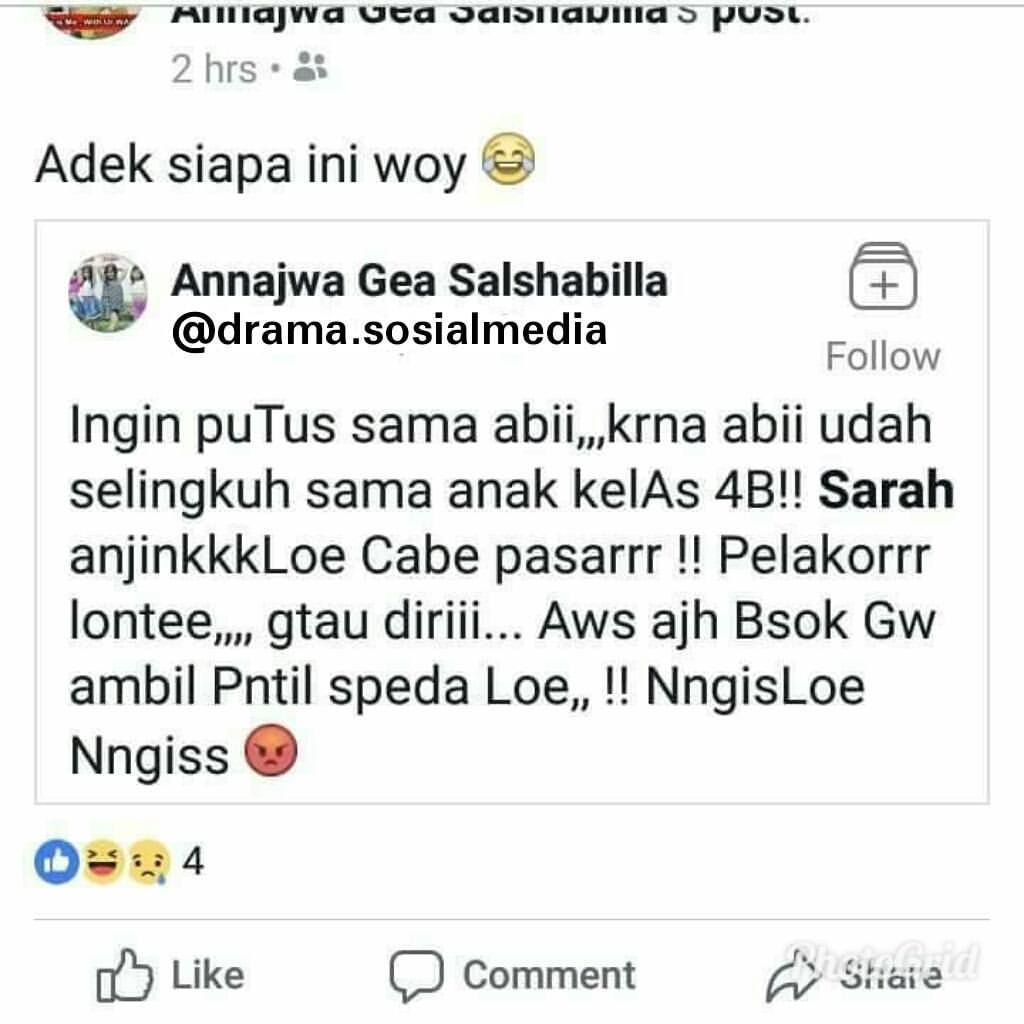 Annajwa Gea Salshabilla's post.
2 hrs
Adek siapa ini woy 😂
Annajwa Gea Salshabilla
@drama.sosialmedia
Follow
Ingin puTus sama abii,,,krna abii udah
selingkuh sama anak kelAs 4B!! Sarah
anjinkkkLoe Cabe pasarrr !! Pelakorrr
lontee,,,, gtau diriii... Aws ajh Bsok Gw
ambil Pntil speda Loe,, !! NngisLoe
Nngiss 😡
4
Like Comment Share
PhotoGrid